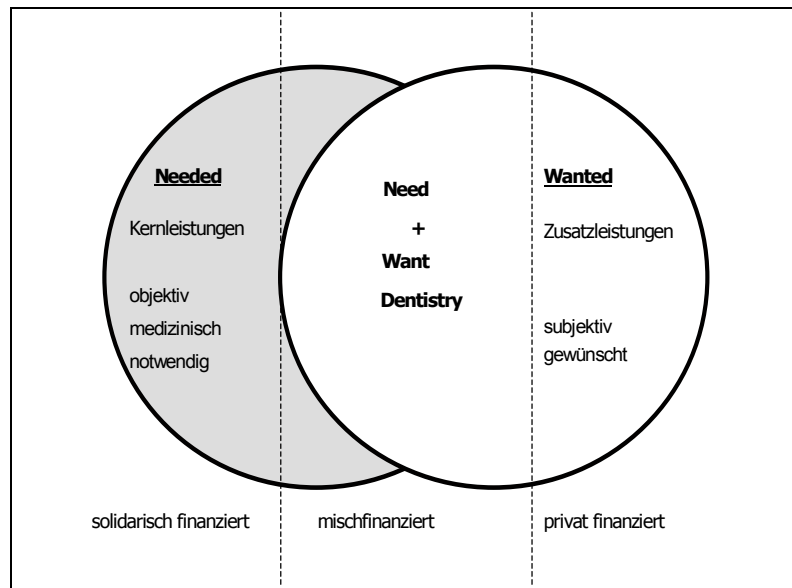 Needed
Kernleistungen
objektiv
medizinisch
notwendig
Need
+
Want
Dentistry
Wanted
Zusatzleistungen
subjektiv
gewünscht
solidarisch finanziert
mischfinanziert
privat finanziert